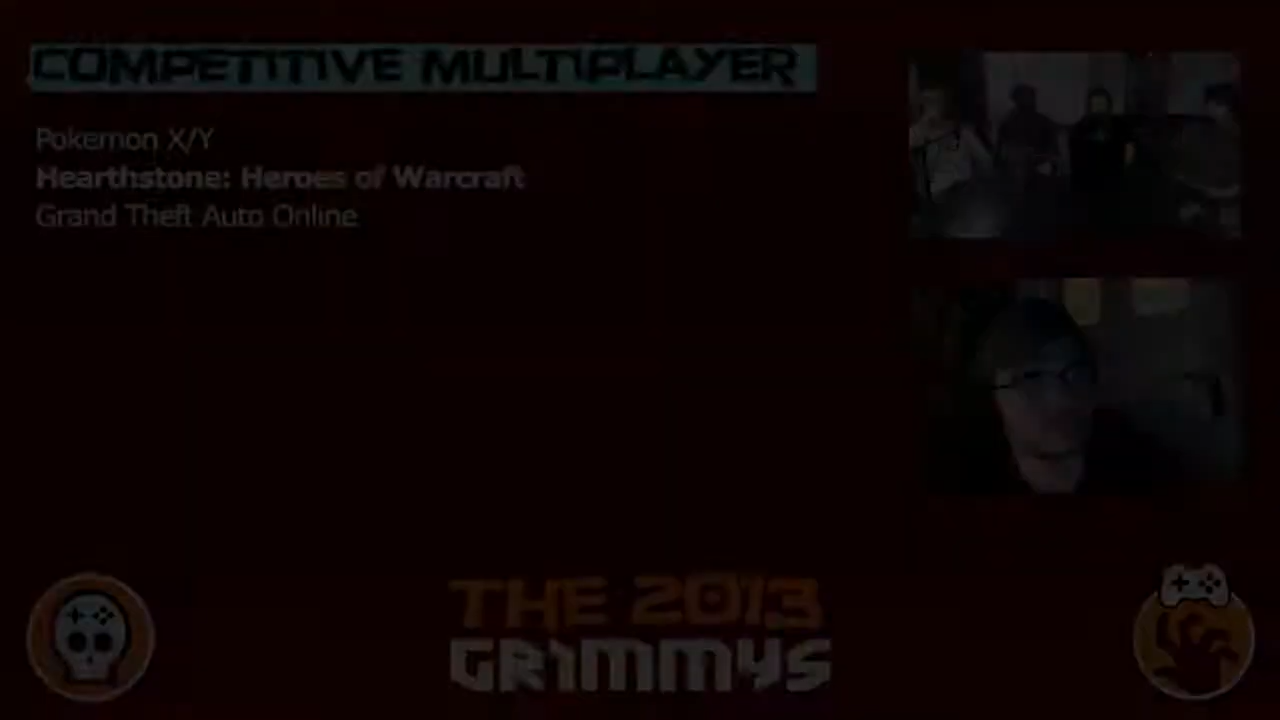 COMPETITIVE MULTIPLAYER
Pokemon X/Y
Hearthstone: Heroes of Warcraft
Grand Theft Auto Online
THE 2013
GR1MMYS